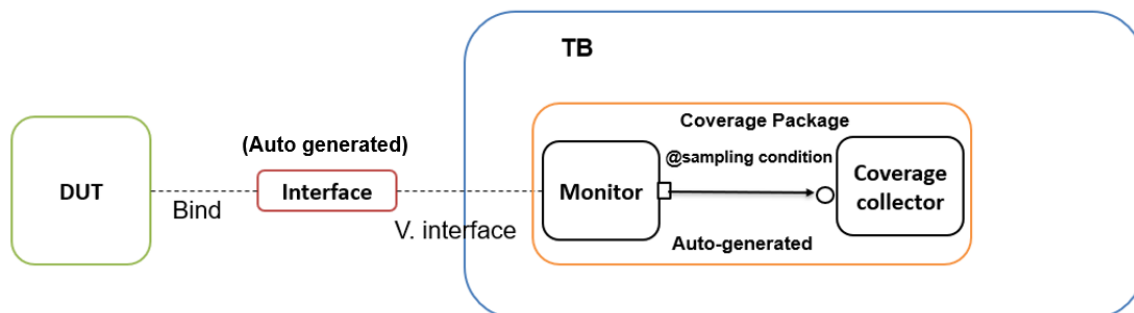 TB
Coverage Package
(Auto generated)
@sampling condition
DUT
Interface
Monitor
Coverage
collector
Bind
V. interface
Auto-generated